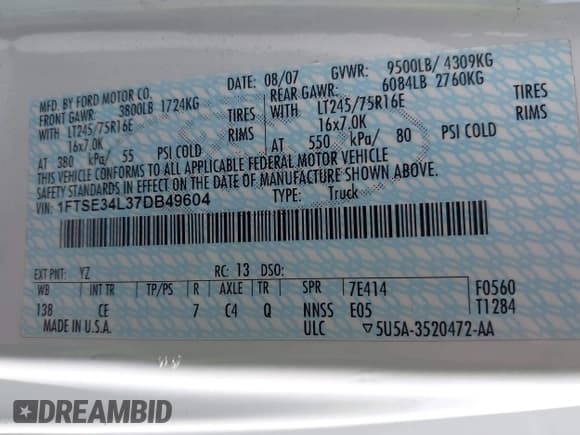 MFD. BY FORD MOTOR CO. DATE: 08/07 GVWR: 9500LB/ 4309KG
FRONT GAWR: 3800LB 1724KG REAR GAWR: 6084LB 2760KG
WITH LT245/75R16E TIRES WITH LT245/75R16E TIRES
16x7.0K RIMS 16x7.0K RIMS
AT 380 kPa/ 55 PSI COLD AT 550 kPa/ 80 PSI COLD
THIS VEHICLE CONFORMS TO ALL APPLICABLE FEDERAL MOTOR VEHICLE
SAFETY STANDARDS IN EFFECT ON THE DATE OF MANUFACTURE SHOWN ABOVE.
VIN: 1FTSE34L37DB49604 TYPE: Truck
EXT PNT: YZ RC: 13 DSO:
WB INT TR TP/PS R AXLE TR SPR 7E414 F0560
138 CE 7 C4 Q NNSS E05 T1284
MADE IN U.S.A. ULC ▽5U5A-3520472-AA
DREAMBID